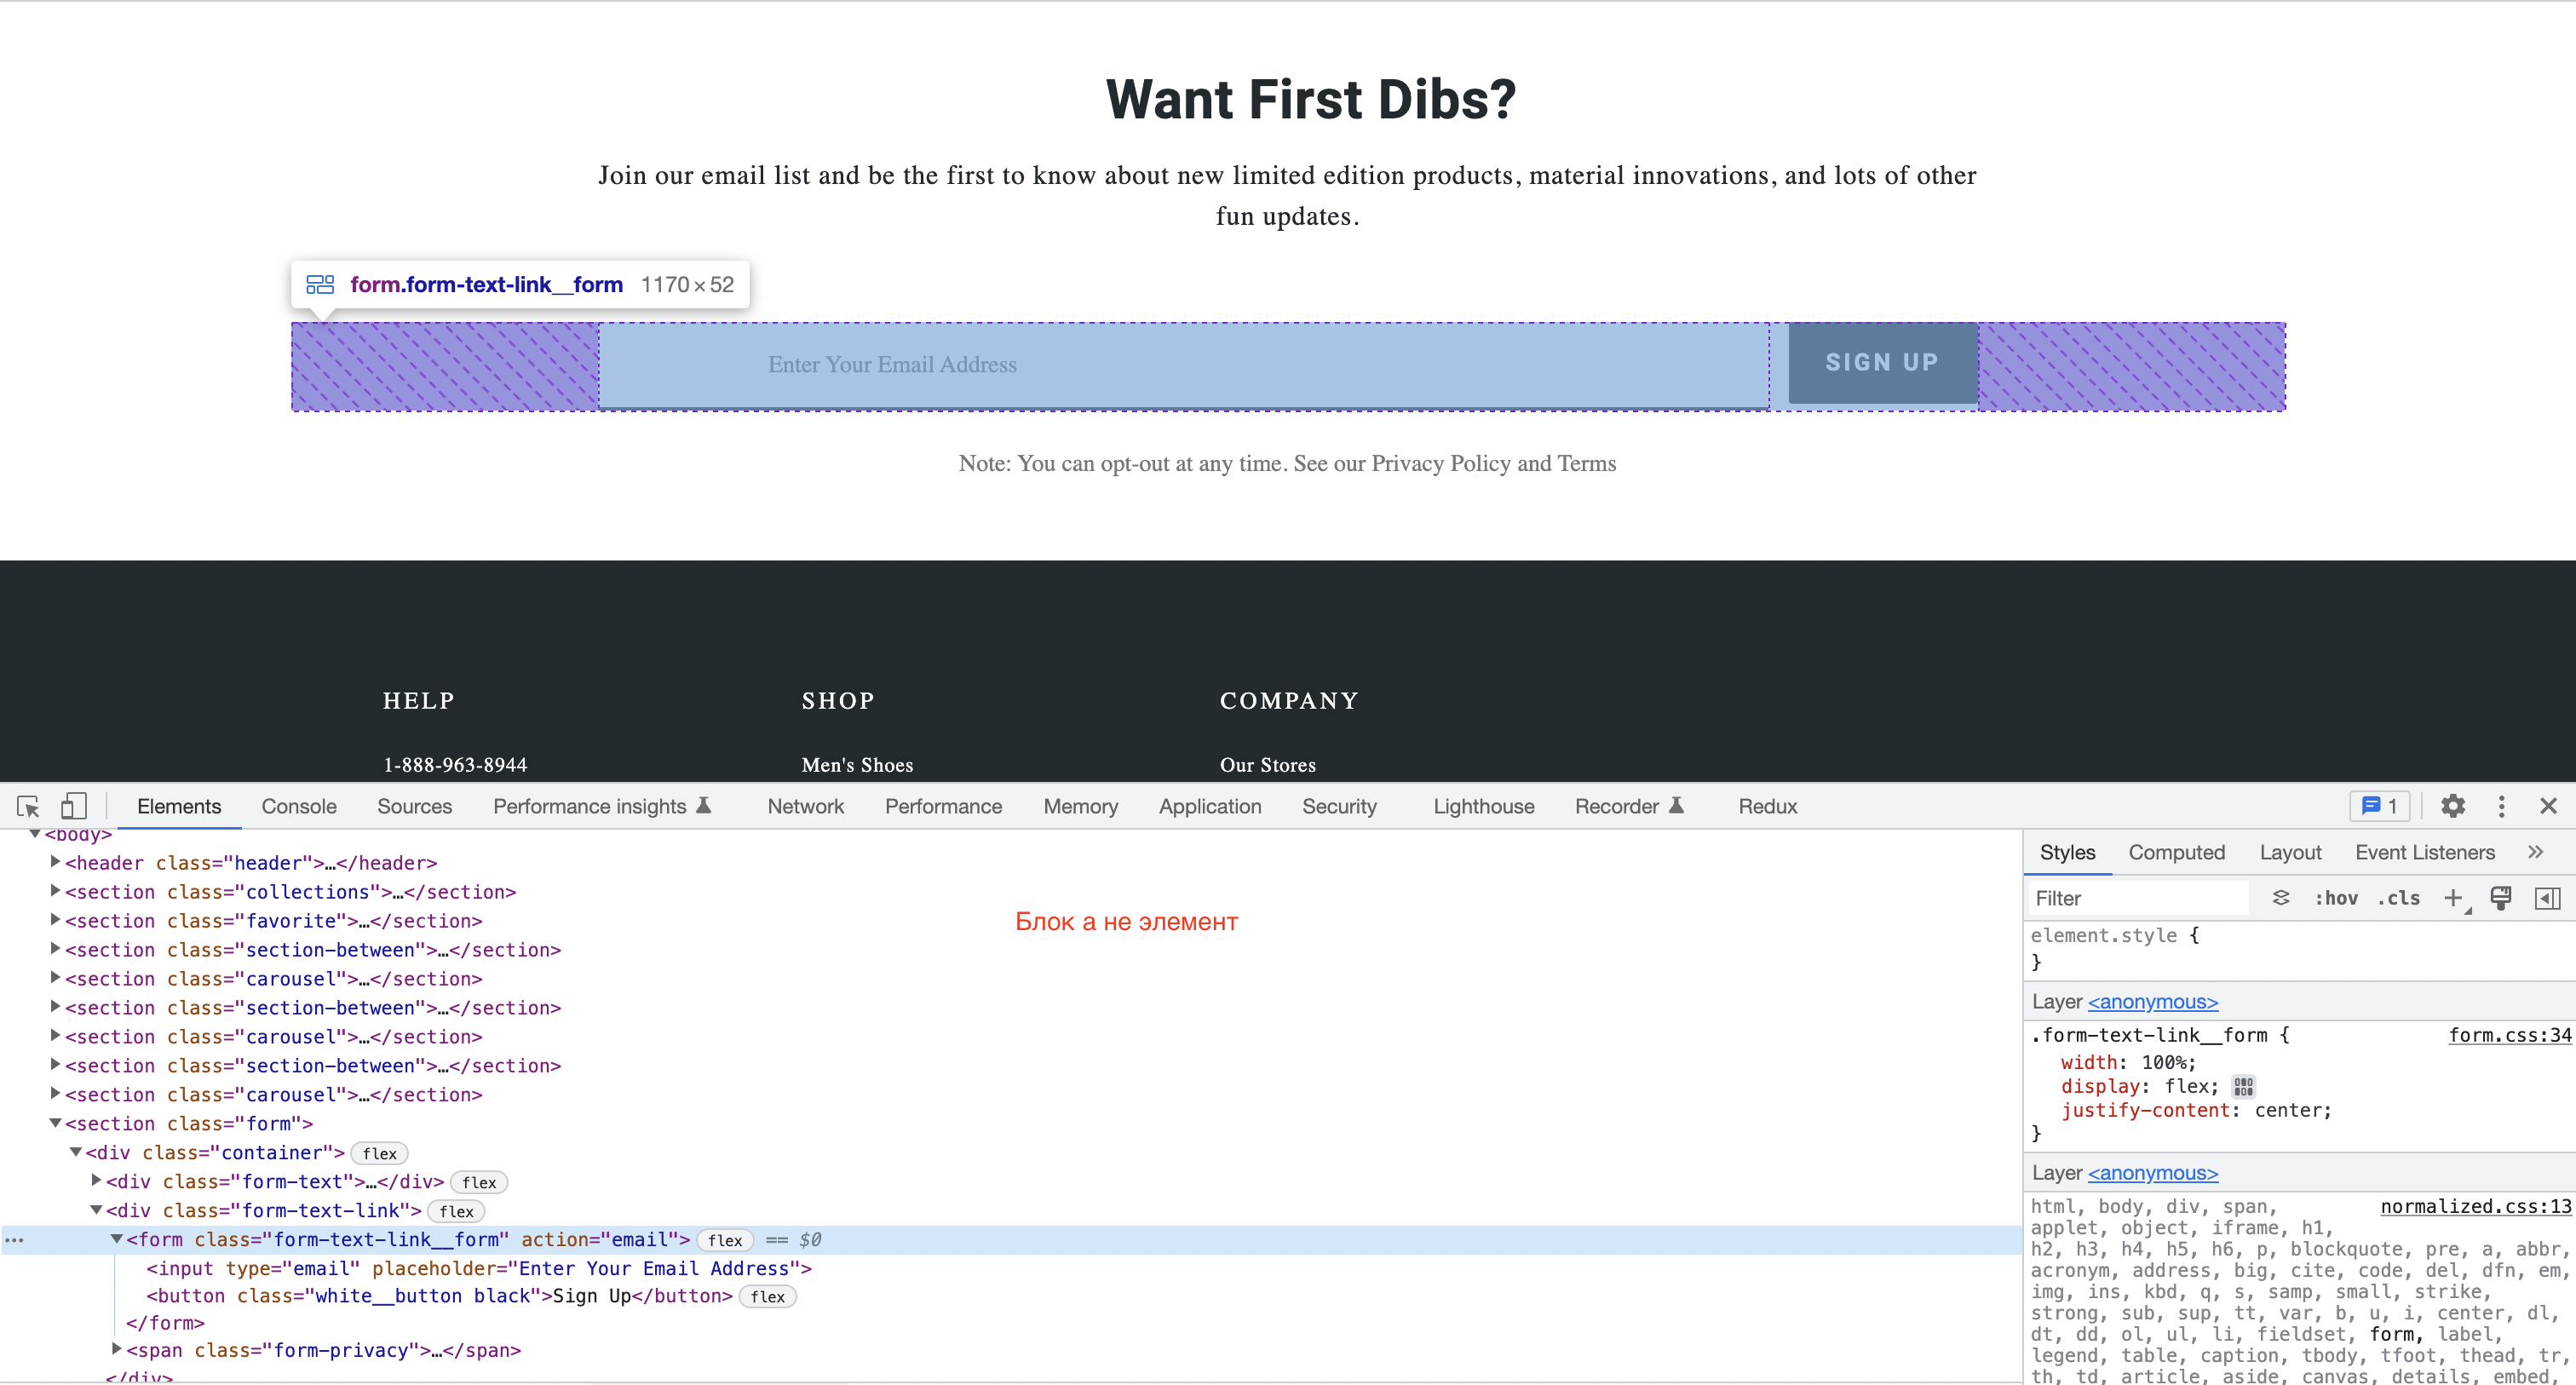 Want First Dibs?
Join our email list and be the first to know about new limited edition products, material innovations, and lots of other
fun updates.
form.form-text-link__form 1170 × 52
Enter Your Email Address
SIGN UP
Note: You can opt-out at any time. See our Privacy Policy and Terms
HELP SHOP COMPANY
1-888-963-8944 Men's Shoes Our Stores
Elements Console Sources Performance insights Network Performance Memory Application Security Lighthouse Recorder Redux 1
<body>
<header class="header">…</header>
<section class="collections">…</section>
<section class="favorite">…</section>
<section class="section-between">…</section>
<section class="carousel">…</section>
<section class="section-between">…</section>
<section class="carousel">…</section>
<section class="section-between">…</section>
<section class="carousel">…</section>
<section class="form">
<div class="container"> flex
<div class="form-text">…</div> flex
<div class="form-text-link"> flex
… <form class="form-text-link__form" action="email"> flex == $0
<input type="email" placeholder="Enter Your Email Address">
<button class="white__button black">Sign Up</button> flex
</form>
<span class="form-privacy">…</span>
</div>
Блок а не элемент
Styles Computed Layout Event Listeners »
Filter :hov .cls +
element.style {
}
Layer <anonymous>
.form-text-link__form { form.css:34
width: 100%;
display: flex;
justify-content: center;
}
Layer <anonymous>
html, body, div, span, normalized.css:13
applet, object, iframe, h1,
h2, h3, h4, h5, h6, p, blockquote, pre, a, abbr,
acronym, address, big, cite, code, del, dfn, em,
img, ins, kbd, q, s, samp, small, strike,
strong, sub, sup, tt, var, b, u, i, center, dl,
dt, dd, ol, ul, li, fieldset, form, label,
legend, table, caption, tbody, tfoot, thead, tr,
th, td, article, aside, canvas, details, embed,